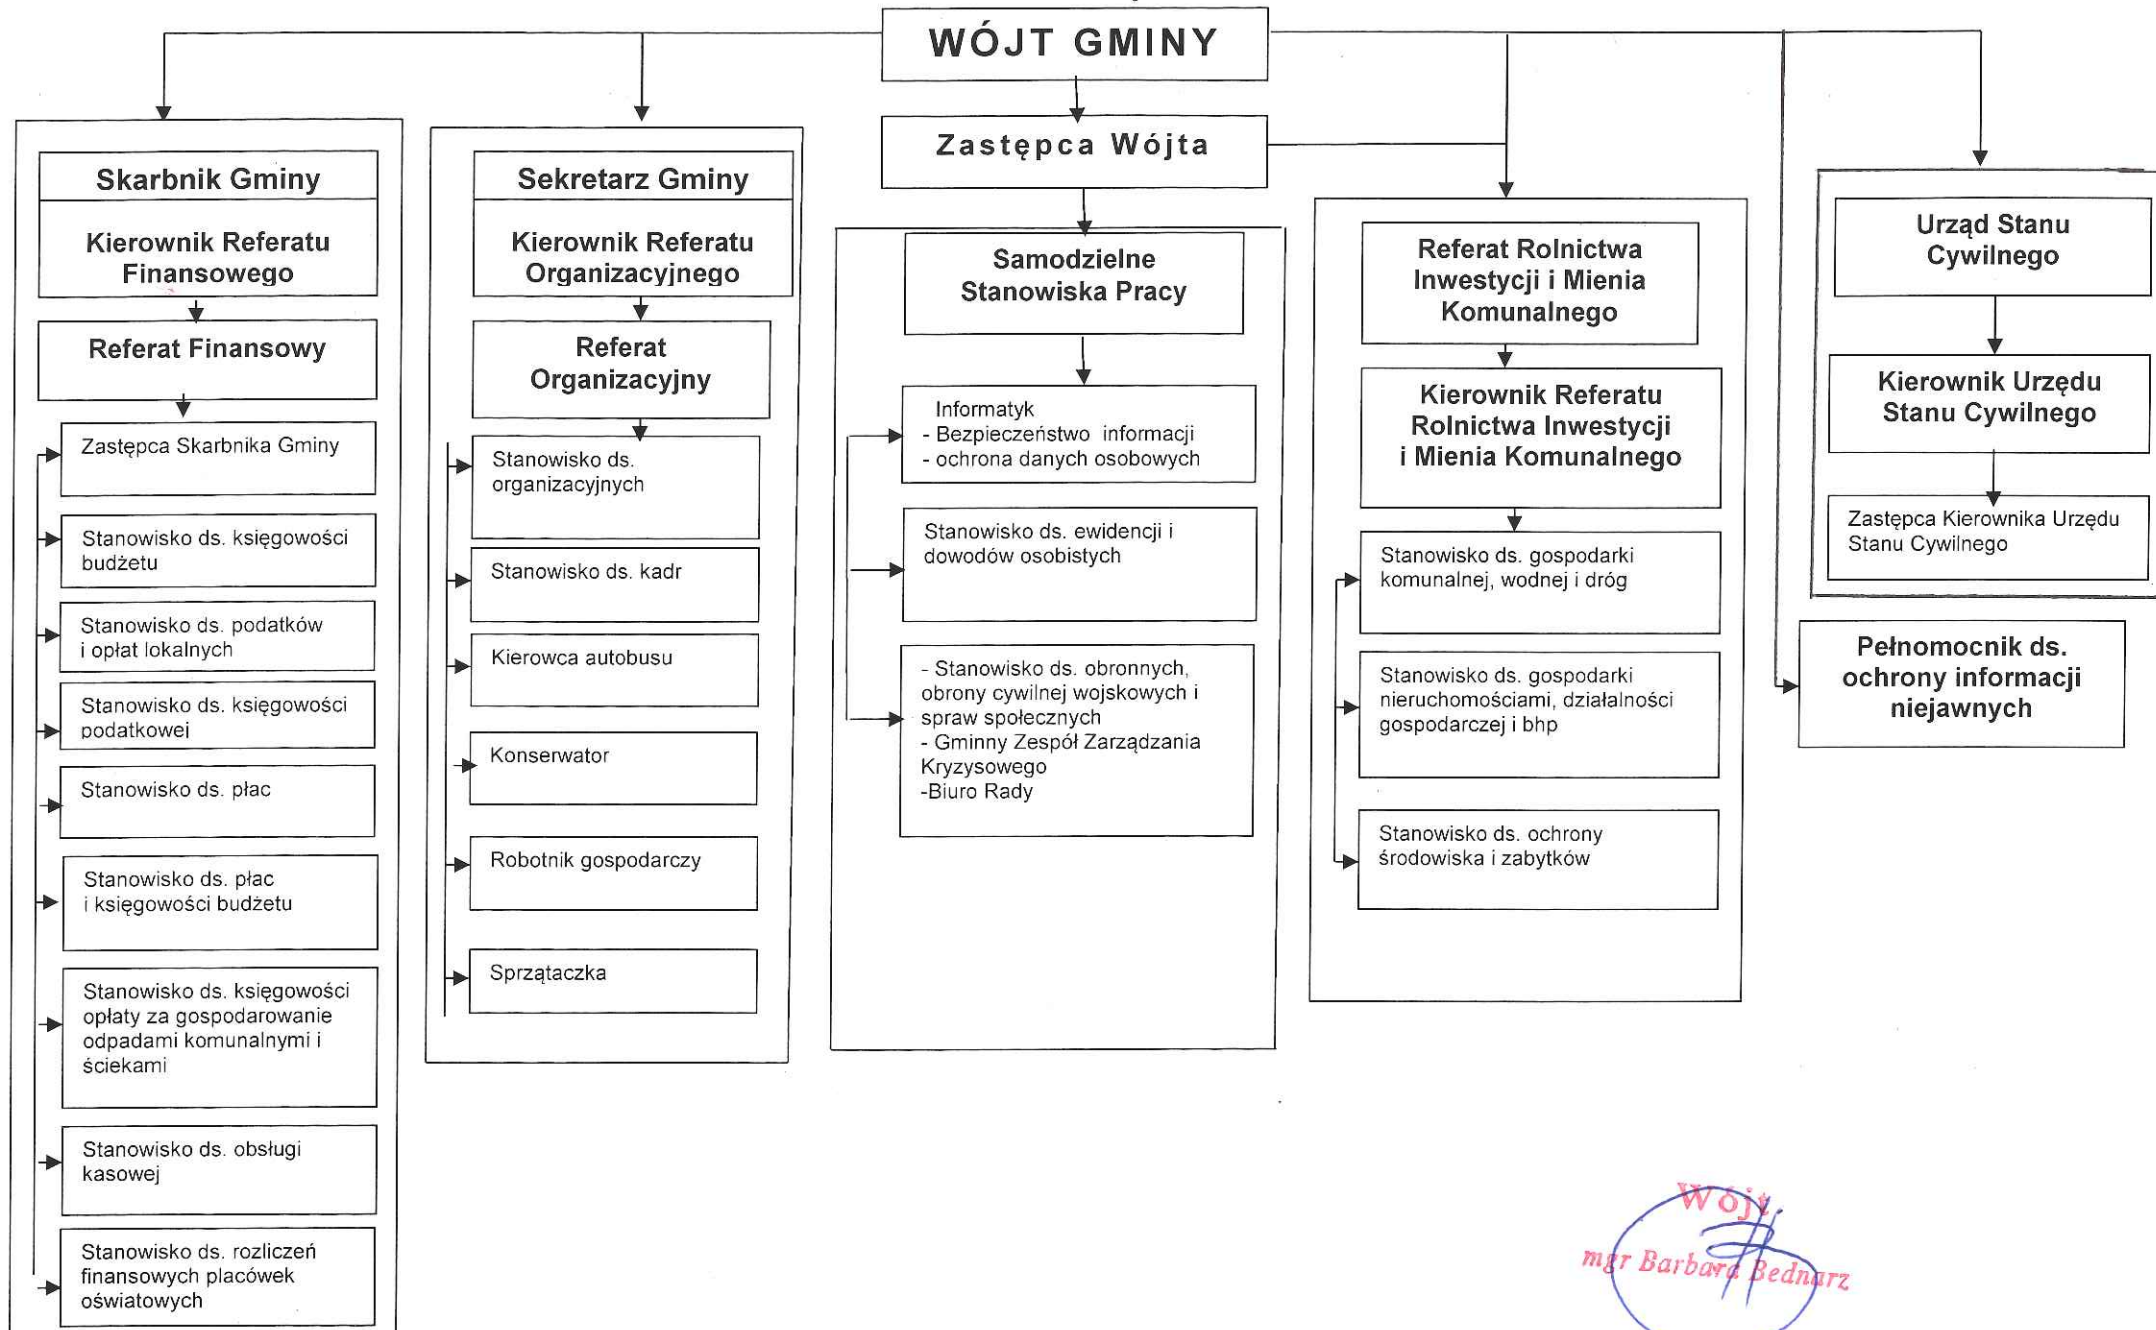 WÓJT GMINY
Zastępca Wójta
Skarbnik Gminy
Kierownik Referatu
Finansowego
Referat Finansowy
Zastępca Skarbnika Gminy
Stanowisko ds. księgowości
budżetu
Stanowisko ds. podatków
i opłat lokalnych
Stanowisko ds. księgowości
podatkowej
Stanowisko ds. płac
Stanowisko ds. płac
i księgowości budżetu
Stanowisko ds. księgowości
opłaty za gospodarowanie
odpadami komunalnymi i
ściekami
Stanowisko ds. obsługi
kasowej
Stanowisko ds. rozliczeń
finansowych placówek
oświatowych
Sekretarz Gminy
Kierownik Referatu
Organizacyjnego
Referat
Organizacyjny
Stanowisko ds.
organizacyjnych
Stanowisko ds. kadr
Kierowca autobusu
Konserwator
Robotnik gospodarczy
Sprzątaczka
Samodzielne
Stanowiska Pracy
Informatyk
- Bezpieczeństwo informacji
- ochrona danych osobowych
Stanowisko ds. ewidencji i
dowodów osobistych
- Stanowisko ds. obronnych,
obrony cywilnej wojskowych i
spraw społecznych
- Gminny Zespół Zarządzania
Kryzysowego
-Biuro Rady
Referat Rolnictwa
Inwestycji i Mienia
Komunalnego
Kierownik Referatu
Rolnictwa Inwestycji
i Mienia Komunalnego
Stanowisko ds. gospodarki
komunalnej, wodnej i dróg
Stanowisko ds. gospodarki
nieruchomościami, działalności
gospodarczej i bhp
Stanowisko ds. ochrony
środowiska i zabytków
Urząd Stanu
Cywilnego
Kierownik Urzędu
Stanu Cywilnego
Zastępca Kierownika Urzędu
Stanu Cywilnego
Pełnomocnik ds.
ochrony informacji
niejawnych
Wójt
mgr Barbara Bednarz